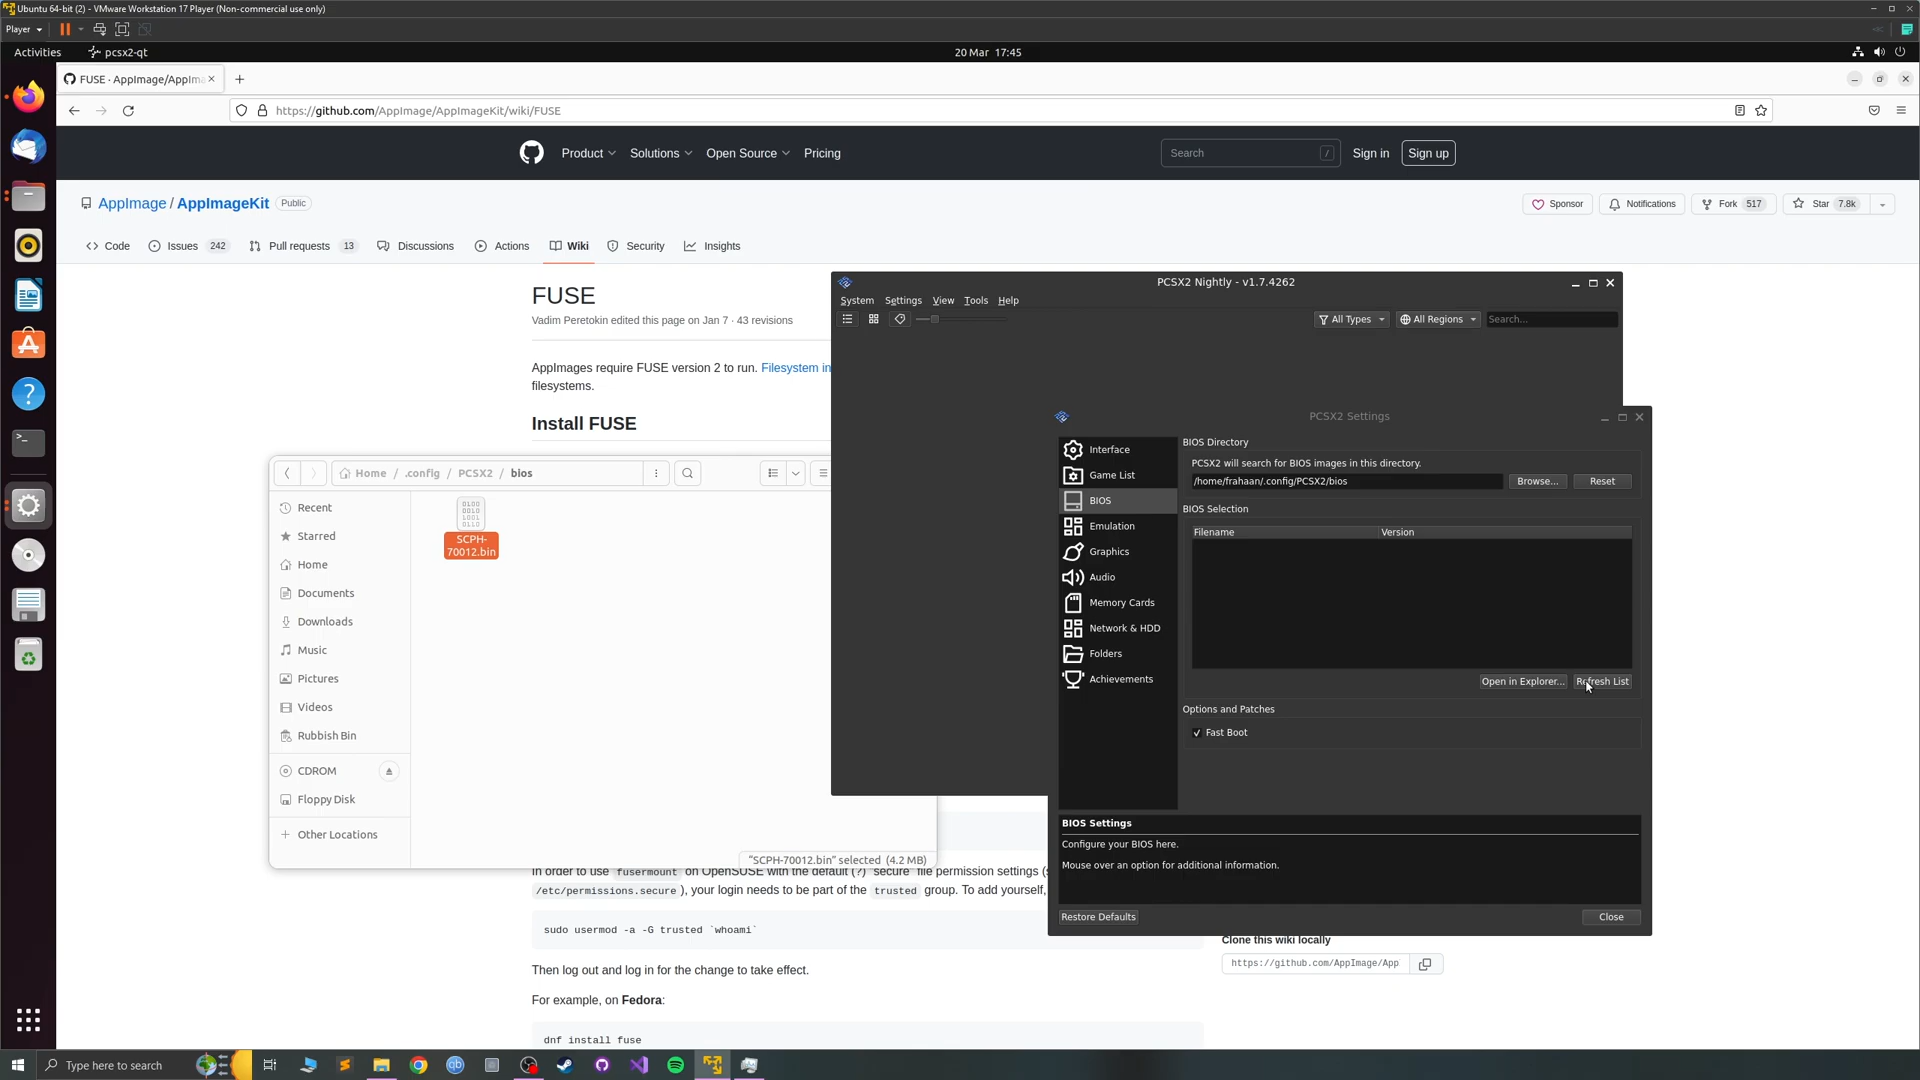 Ubuntu 64-bit (2) - VMware Workstation 17 Player (Non-commercial use only)
Player
Activities
pcsx2-qt
20 Mar 17:45
FUSE · AppImage/AppIma
https://github.com/AppImage/AppImageKit/wiki/FUSE
Product
Solutions
Open Source
Pricing
Search
/
Sign in
Sign up
AppImage / AppImageKit
Public
Sponsor
Notifications
Fork 517
Star 7.8k
Code
Issues 242
Pull requests 13
Discussions
Actions
Wiki
Security
Insights
FUSE
Vadim Peretokin edited this page on Jan 7 · 43 revisions
AppImages require FUSE version 2 to run. Filesystem in
filesystems.
Install FUSE
Home / .config / PCSX2 / bios
Recent
Starred
Home
Documents
Downloads
Music
Pictures
Videos
Rubbish Bin
CDROM
Floppy Disk
Other Locations
SCPH-
70012.bin
"SCPH-70012.bin" selected (4.2 MB)
PCSX2 Nightly - v1.7.4262
System
Settings
View
Tools
Help
All Types
All Regions
Search...
PCSX2 Settings
Interface
Game List
BIOS
Emulation
Graphics
Audio
Memory Cards
Network & HDD
Folders
Achievements
BIOS Directory
PCSX2 will search for BIOS images in this directory.
/home/frahaan/.config/PCSX2/bios
Browse...
Reset
BIOS Selection
Filename
Version
Open in Explorer...
Refresh List
Options and Patches
Fast Boot
BIOS Settings
Configure your BIOS here.
Mouse over an option for additional information.
Restore Defaults
Close
In order to use fusermount on OpenSUSE with the default (?) "secure" file permission settings (
/etc/permissions.secure ), your login needs to be part of the trusted group. To add yourself,
sudo usermod -a -G trusted `whoami`
Then log out and log in for the change to take effect.
For example, on Fedora:
dnf install fuse
Clone this wiki locally
https://github.com/AppImage/App
Type here to search